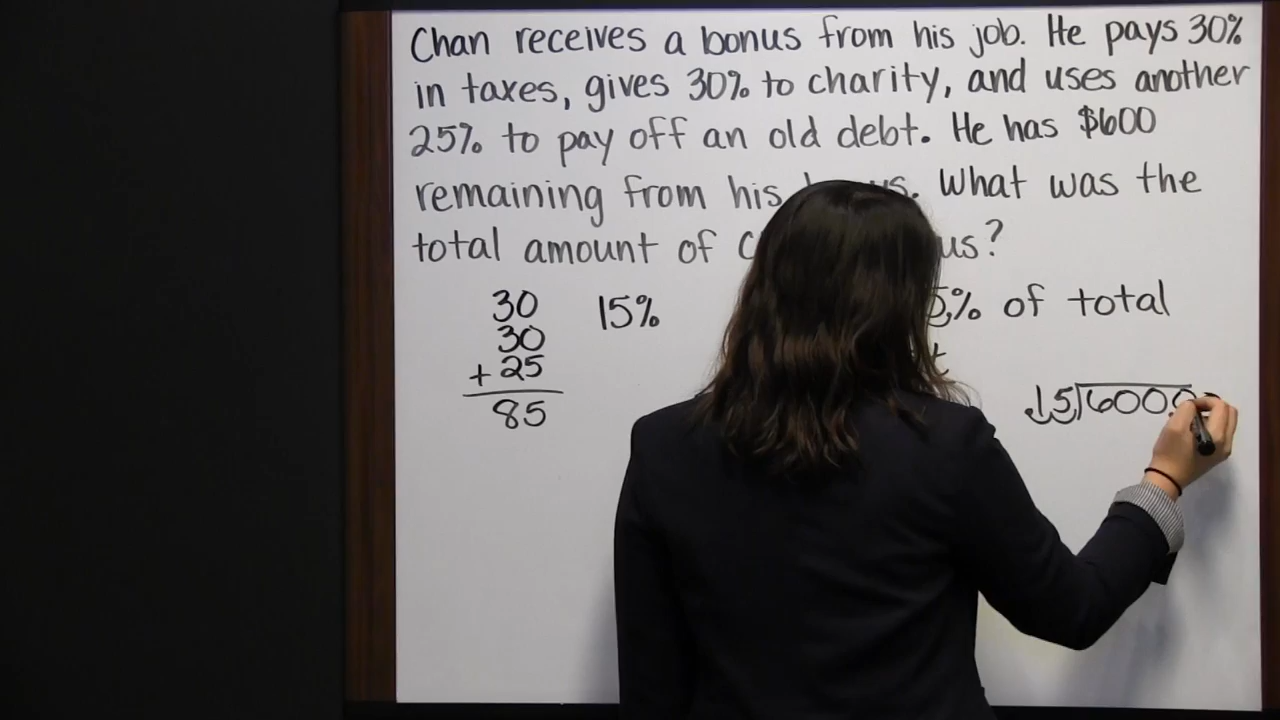 Chan receives a bonus from his job. He pays 30%
in taxes, gives 30% to charity, and uses another
25% to pay off an old debt. He has $600
remaining from his What was the
total amount of
30 15% % of total
30
+ 25
85
.15)600.0